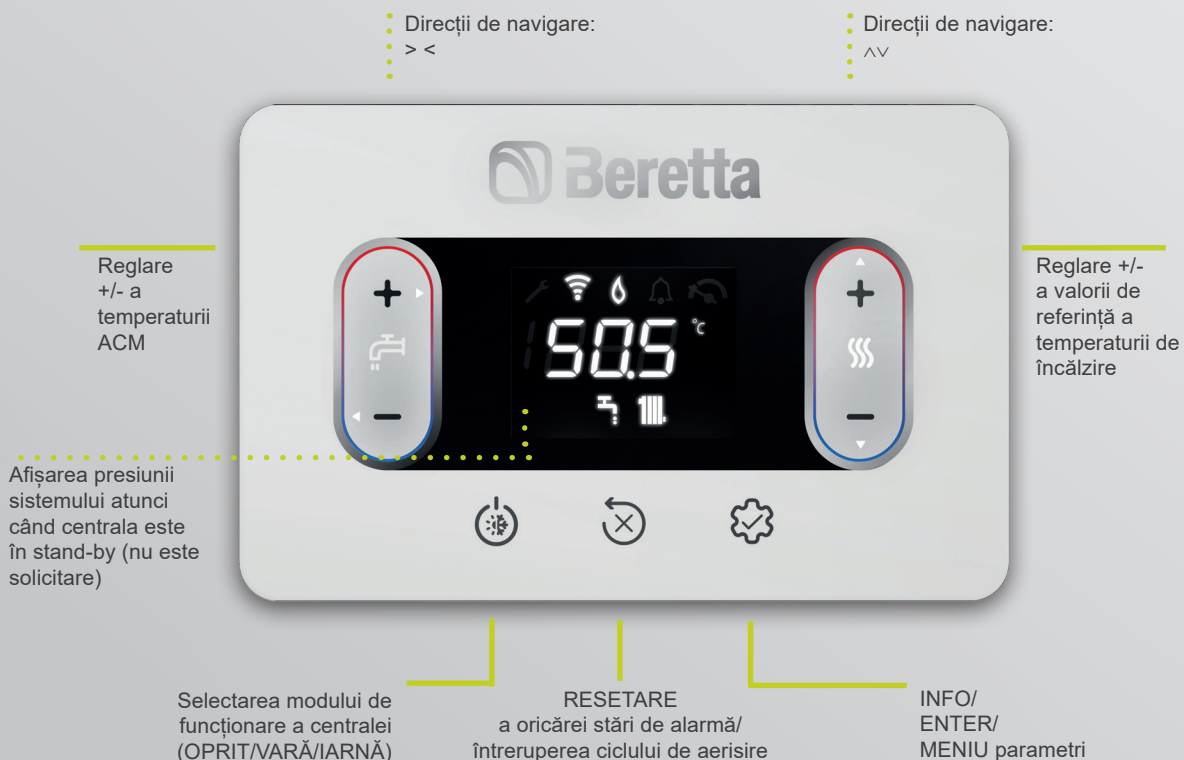 Direcții de navigare:
> <
Direcții de navigare:
˄˅
Beretta
Reglare
+/- a
temperaturii
ACM
+
-
50.5 °C
+
-
Reglare +/-
a valorii de
referință a
temperaturii de
încălzire
Afișarea presiunii
sistemului atunci
când centrala este
în stand-by (nu este
solicitare)
Selectarea modului de
funcționare a centralei
(OPRIT/VARĂ/IARNĂ)
RESETARE
a oricărei stări de alarmă/
întreruperea ciclului de aerisire
INFO/
ENTER/
MENIU parametri